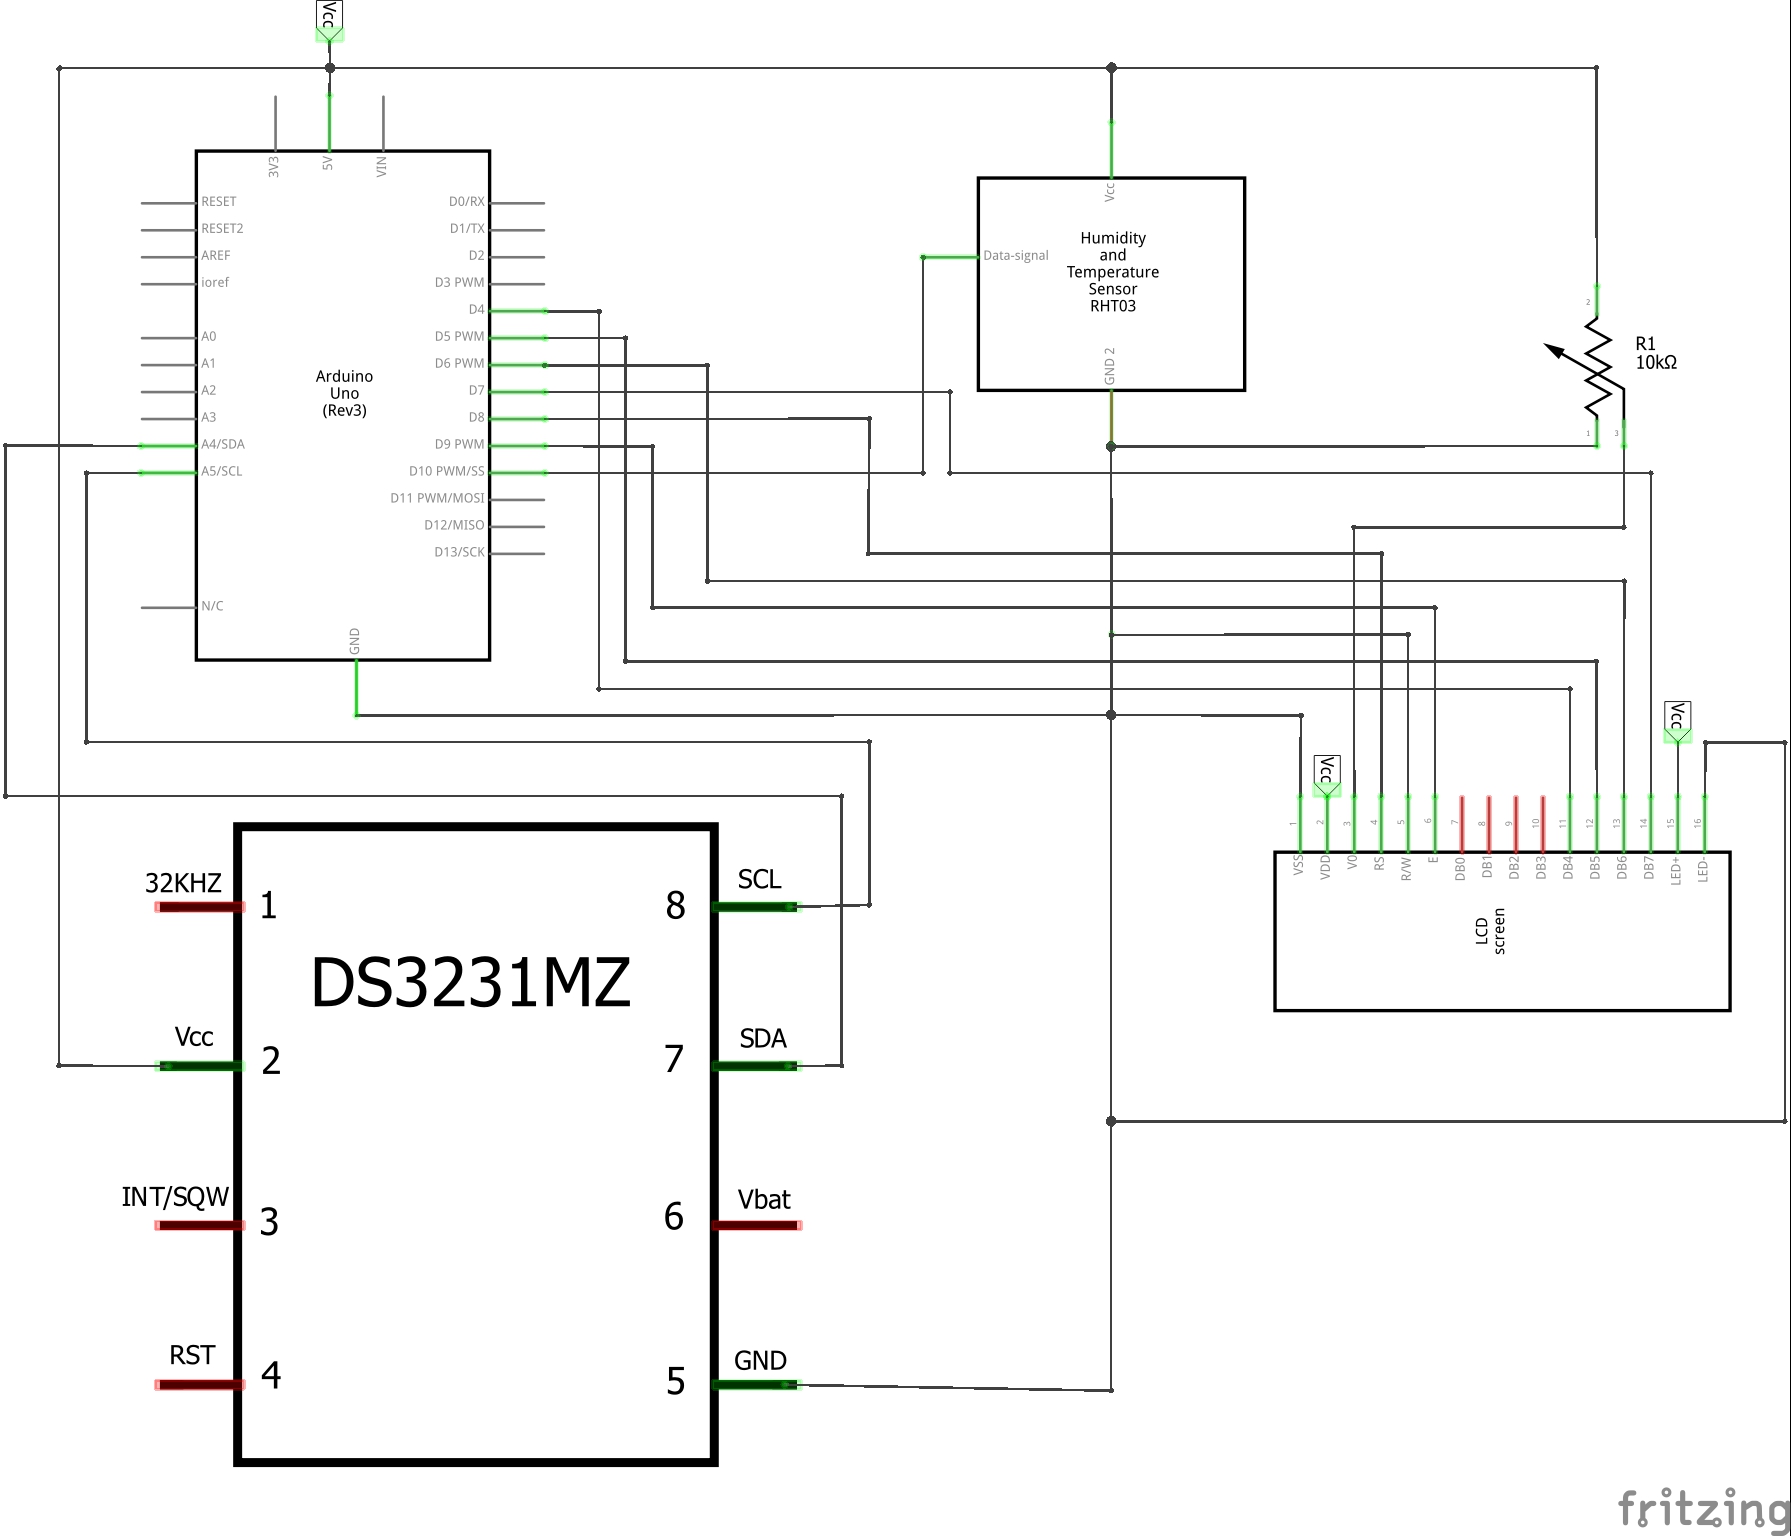 Vcc
3V3
5V
VIN
RESET
RESET2
AREF
ioref
A0
A1
A2
A3
A4/SDA
A5/SCL
N/C
Arduino
Uno
(Rev3)
D0/RX
D1/TX
D2
D3 PWM
D4
D5 PWM
D6 PWM
D7
D8
D9 PWM
D10 PWM/SS
D11 PWM/MOSI
D12/MISO
D13/SCK
GND
Vcc
Data-signal
Humidity
and
Temperature
Sensor
RHT03
GND 2
2
R1
10kΩ
1
3
Vcc
Vcc
1
2
3
4
5
6
7
8
9
10
11
12
13
14
15
16
VSS
VDD
V0
RS
R/W
E
DB0
DB1
DB2
DB3
DB4
DB5
DB6
DB7
LED+
LED-
LCD
screen
32KHZ
1
8
SCL
DS3231MZ
Vcc
2
7
SDA
INT/SQW
3
6
Vbat
RST
4
5
GND
fritzing